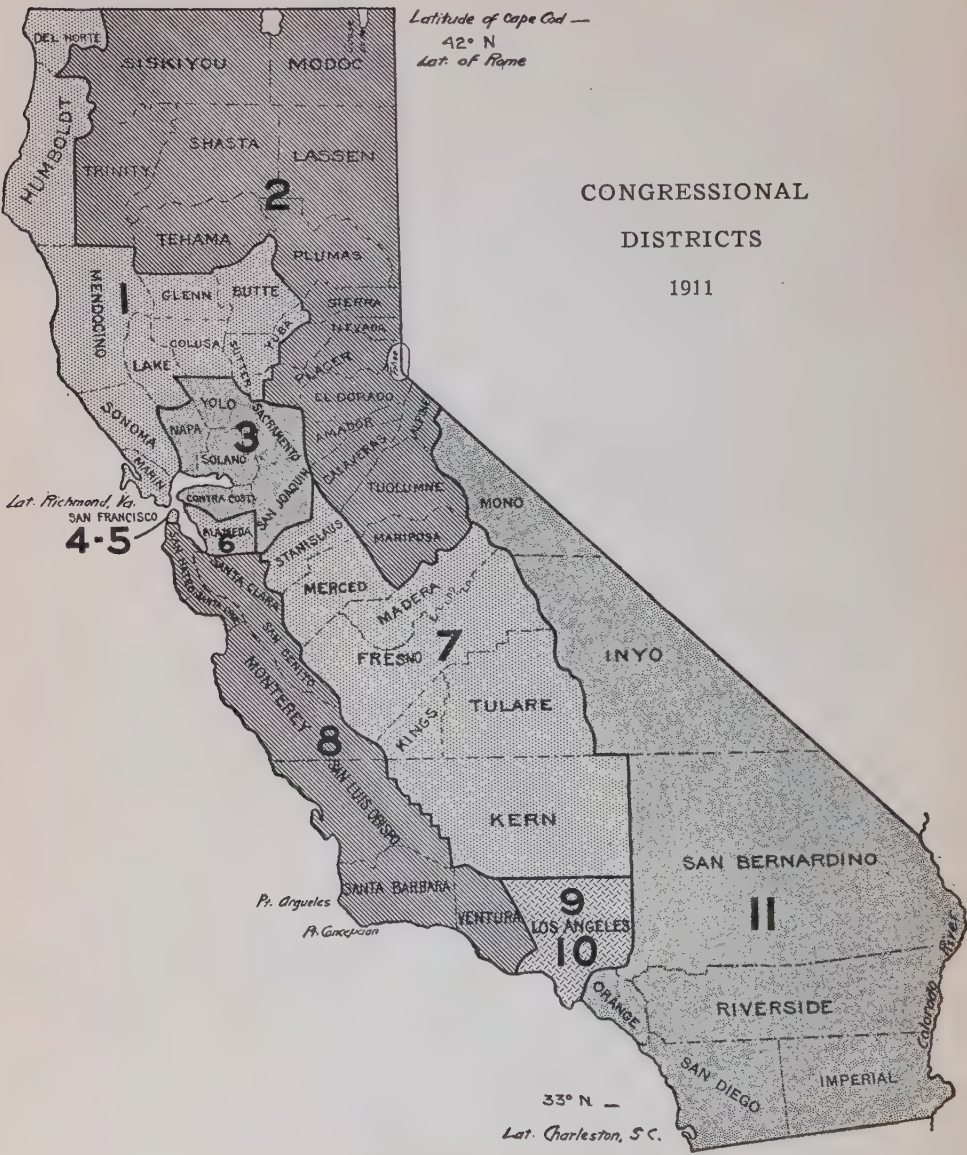 Latitude of Cape Cod —
42° N
Lat. of Rome
CONGRESSIONAL
DISTRICTS
1911
DEL NORTE
SISKIYOU
MODOC
HUMBOLDT
TRINITY
SHASTA
LASSEN
2
TEHAMA
PLUMAS
MENDOCINO
1
GLENN
BUTTE
SIERRA
NEVADA
YUBA
COLUSA
SUTTER
LAKE
PLACER
YOLO
EL DORADO
SONOMA
NAPA
3
SACRAMENTO
AMADOR
ALPINE
SOLANO
CALAVERAS
MARIN
CONTRA COSTA
SAN JOAQUIN
TUOLUMNE
MONO
Lat. Richmond, Va.
SAN FRANCISCO
4-5
ALAMEDA
6
STANISLAUS
MARIPOSA
SAN MATEO
SANTA CRUZ
SANTA CLARA
MERCED
MADERA
SAN BENITO
FRESNO
7
INYO
MONTEREY
TULARE
KINGS
8
SAN LUIS OBISPO
KERN
SAN BERNARDINO
11
SANTA BARBARA
Pt. Argueles
VENTURA
9
LOS ANGELES
10
Pt. Concepcion
River
Colorado
ORANGE
RIVERSIDE
SAN DIEGO
IMPERIAL
33° N —
Lat. Charleston, S C.